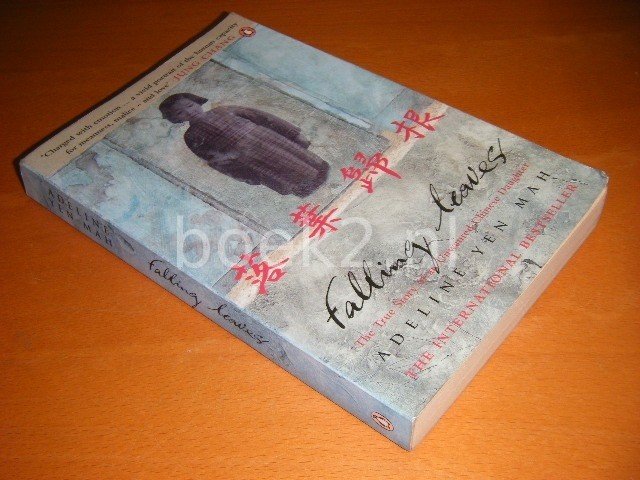 "Charged with emotion ... a vivid portrait of the human capacity
for meanness, malice - and love" JUNG CHANG
落葉歸根
Falling Leaves
"The True Story of an Unwanted Chinese Daughter"
ADELINE YEN MAH
THE INTERNATIONAL BESTSELLER
ADELINE
YEN MAH
Falling leaves
book2.nl